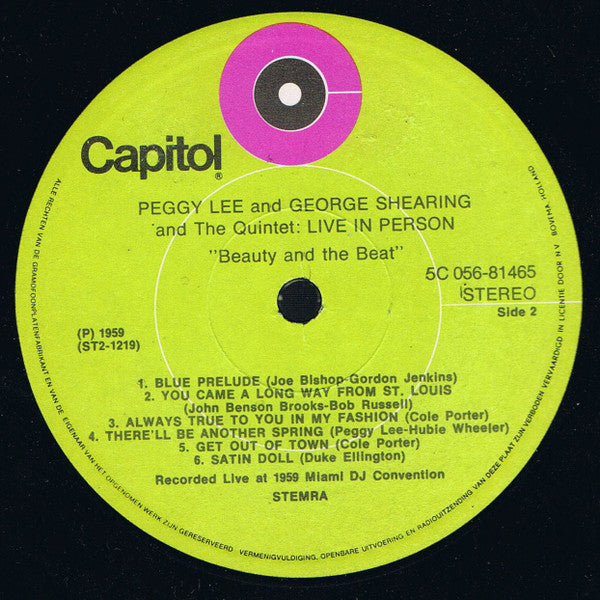 Capitol®
PEGGY LEE and GEORGE SHEARING
and The Quintet: LIVE IN PERSON
"Beauty and the Beat"
5C 056-81465
STEREO
Side 2
(P) 1959
(ST2-1219)
1. BLUE PRELUDE (Joe Bishop-Gordon Jenkins)
2. YOU CAME A LONG WAY FROM ST. LOUIS
(John Benson Brooks-Bob Russell)
3. ALWAYS TRUE TO YOU IN MY FASHION (Cole Porter)
4. THERE'LL BE ANOTHER SPRING (Peggy Lee-Hubie Wheeler)
5. GET OUT OF TOWN (Cole Porter)
6. SATIN DOLL (Duke Ellington)
Recorded Live at 1959 Miami DJ Convention
STEMRA
ALLE RECHTEN VAN DE GRAMOFOONPLATENFABRIKANT EN VAN DE EIGENAAR VAN HET OPGENOMEN WERK ZIJN GERESERVEERD VERMENIGVULDIGING, OPENBARE UITVOERING EN RADIOUITZENDING VAN DEZE PLAAT ZIJN VERBODEN VERVAARDIGD IN LICENTIE DOOR N.V. BOVEMA HOLLAND